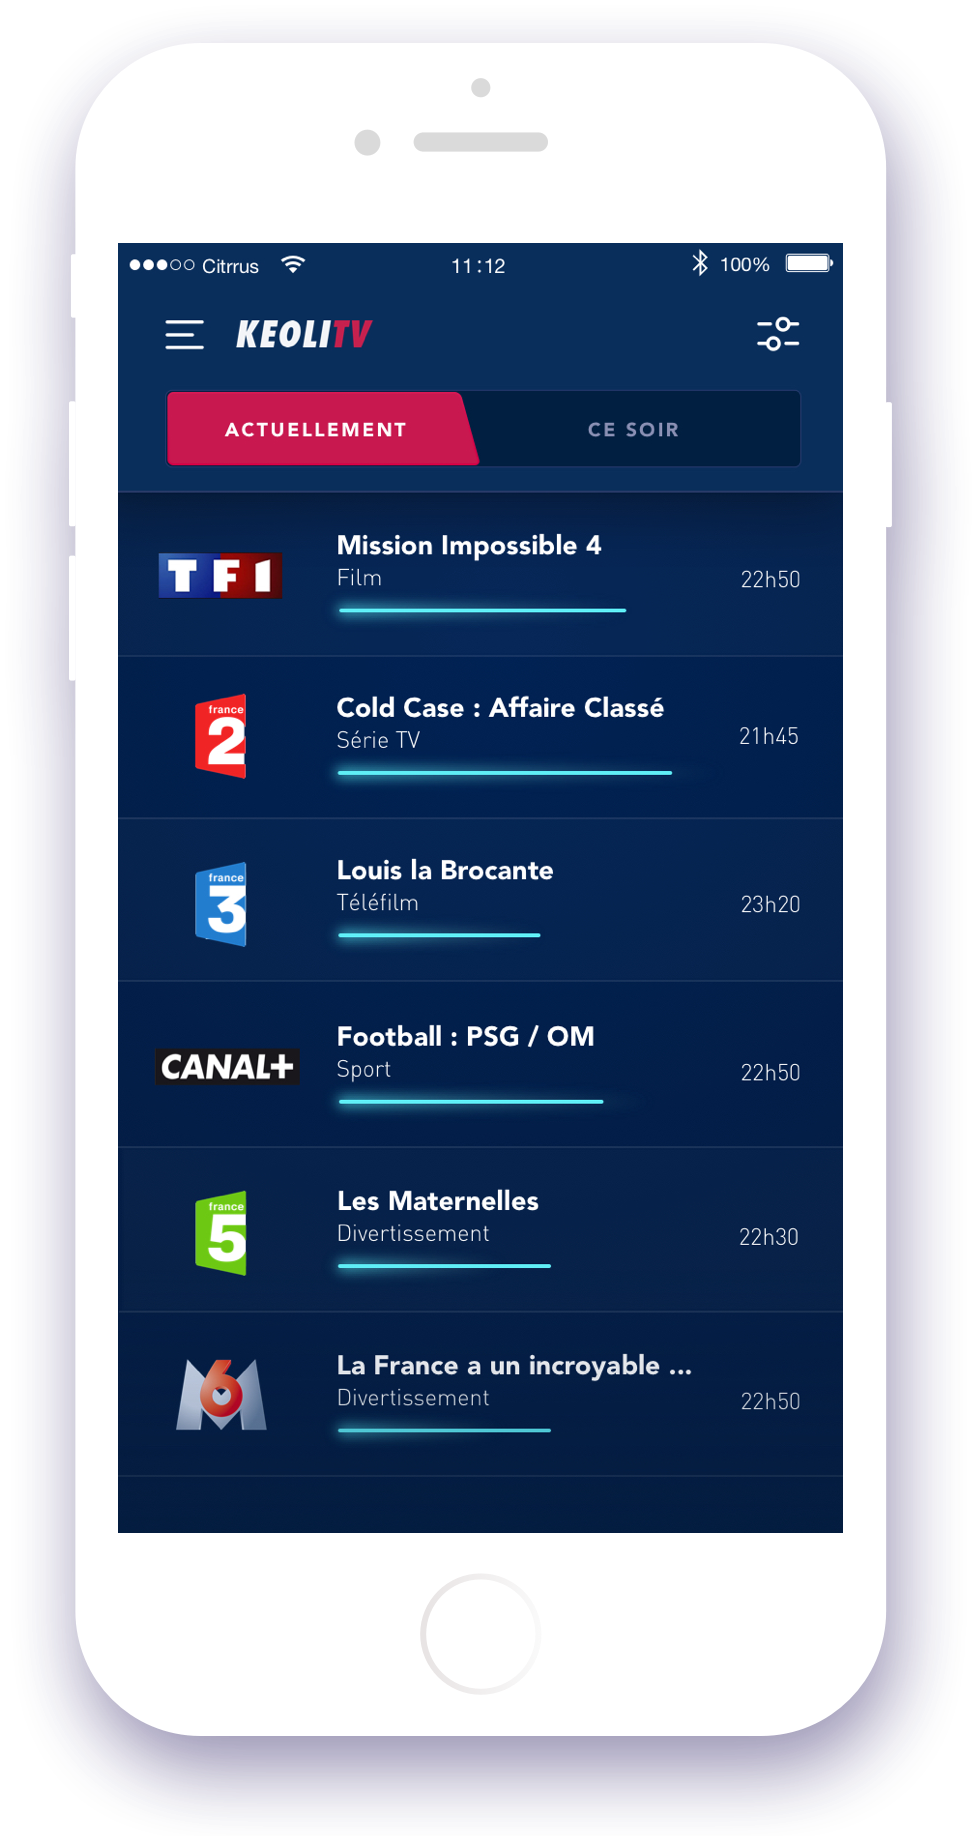 Citrrus 11:12 100%
KEOLITV
ACTUELLEMENT CE SOIR
TF1
Mission Impossible 4
Film
22h50
france
2
Cold Case : Affaire Classé
Série TV
21h45
france
3
Louis la Brocante
Téléfilm
23h20
CANAL+
Football : PSG / OM
Sport
22h50
france
5
Les Maternelles
Divertissement
22h30
M6
La France a un incroyable ...
Divertissement
22h50